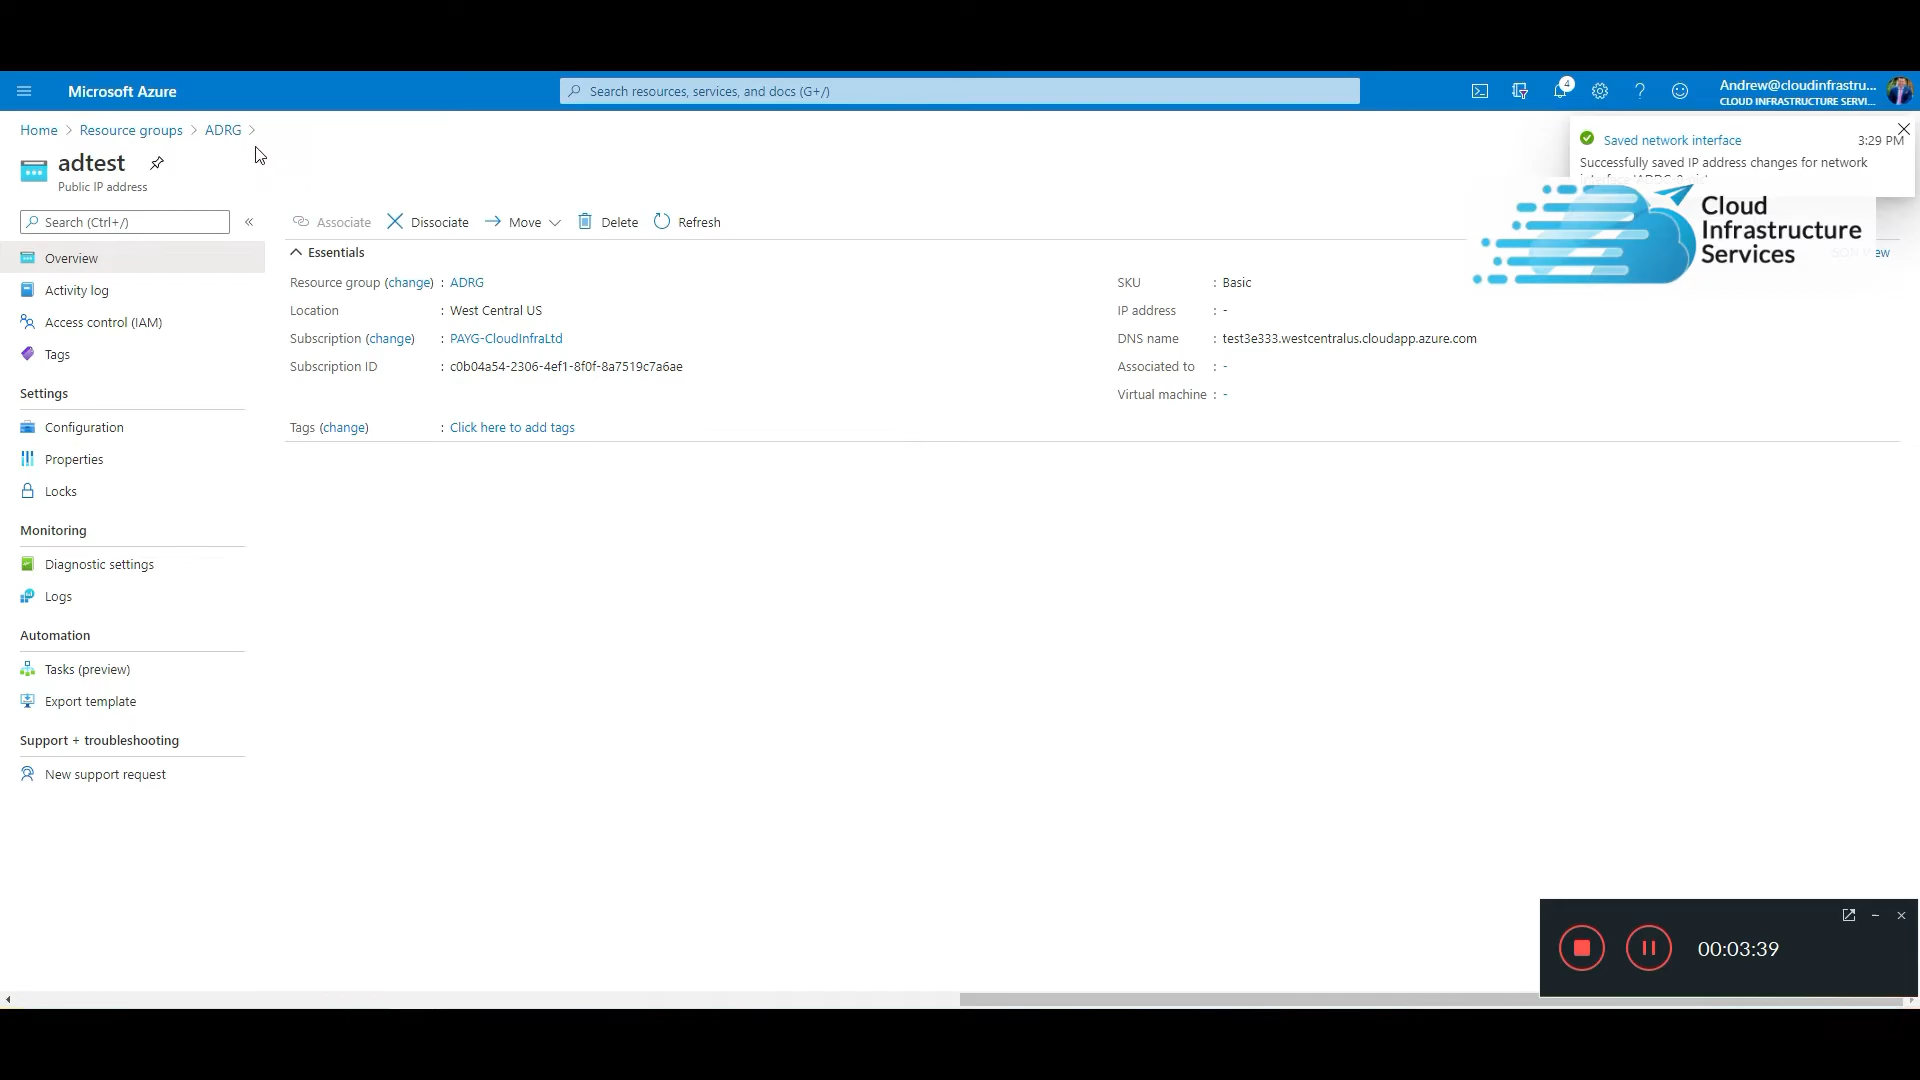 Microsoft Azure
Search resources, services, and docs (G+/)
4
Andrew@cloudinfrastru...
CLOUD INFRASTRUCTURE SERVI...
Home > Resource groups > ADRG >
adtest
Public IP address
Saved network interface 3:29 PM
Successfully saved IP address changes for network
Cloud
Infrastructure
Services
Search (Ctrl+/) «
Associate Dissociate Move Delete Refresh
Overview
Activity log
Access control (IAM)
Tags
Settings
Configuration
Properties
Locks
Monitoring
Diagnostic settings
Logs
Automation
Tasks (preview)
Export template
Support + troubleshooting
New support request
Essentials
JSON View
Resource group (change) : ADRG
Location : West Central US
Subscription (change) : PAYG-CloudInfraLtd
Subscription ID : c0b04a54-2306-4ef1-8f0f-8a7519c7a6ae
SKU : Basic
IP address : -
DNS name : test3e333.westcentralus.cloudapp.azure.com
Associated to : -
Virtual machine : -
Tags (change) : Click here to add tags
00:03:39